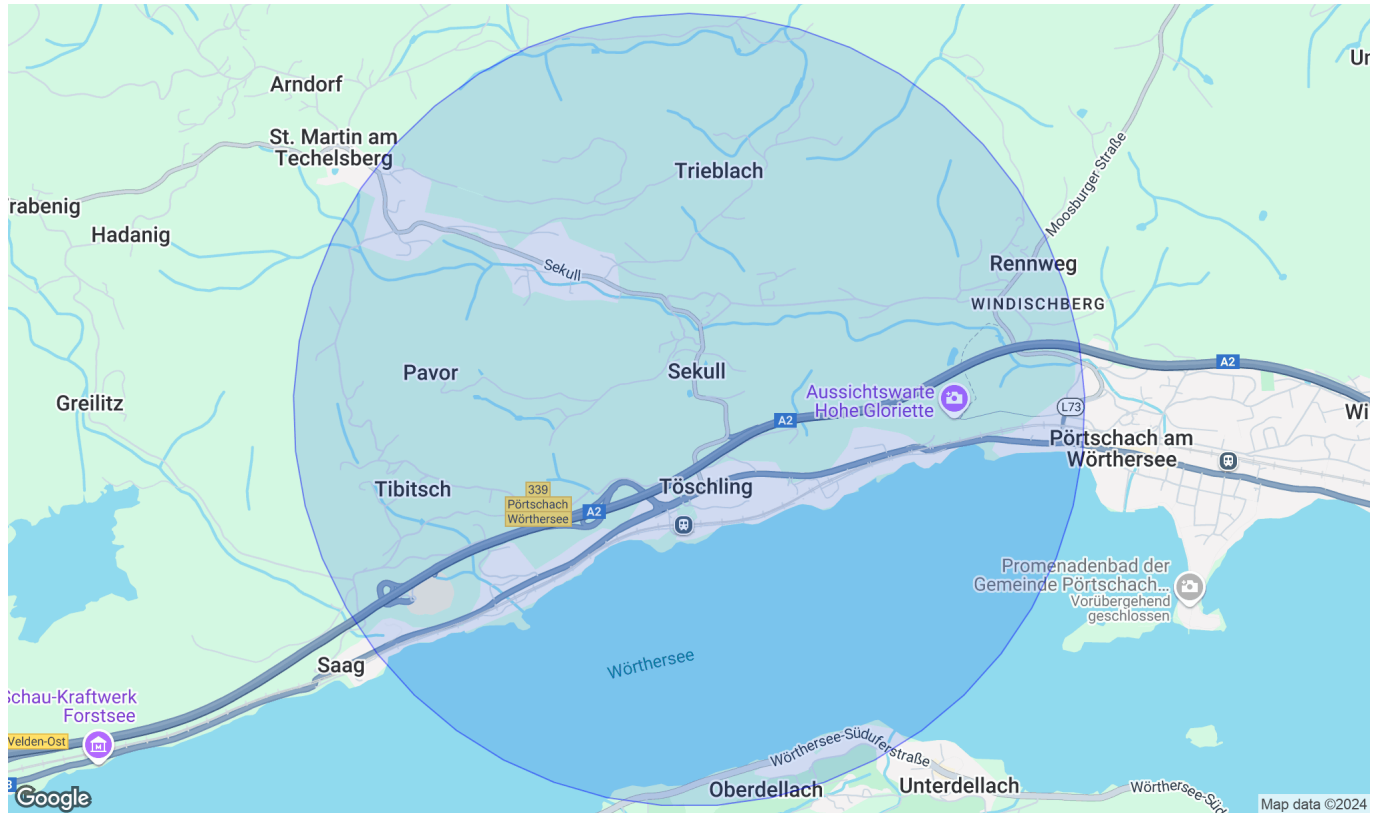 Arndorf
St. Martin am
Techelsberg
Trieblach
Moosburger Straße
rabenig
Hadanig
Sekull
Rennweg
WINDISCHBERG
A2
Pavor
Sekull
Greilitz
Aussichtswarte
Hohe Gloriette
L73
Wi
A2
Pörtschach am
Wörthersee
Tibitsch
339
Pörtschach
Wörthersee
A2
Töschling
Promenadenbad der
Gemeinde Pörtschach...
Vorübergehend
geschlossen
Saag
Wörthersee
Schau-Kraftwerk
Forstsee
Velden-Ost
Wörthersee-Süduferstraße
Oberdellach
Unterdellach
Wörthersee-Süd
Google
Map data ©2024